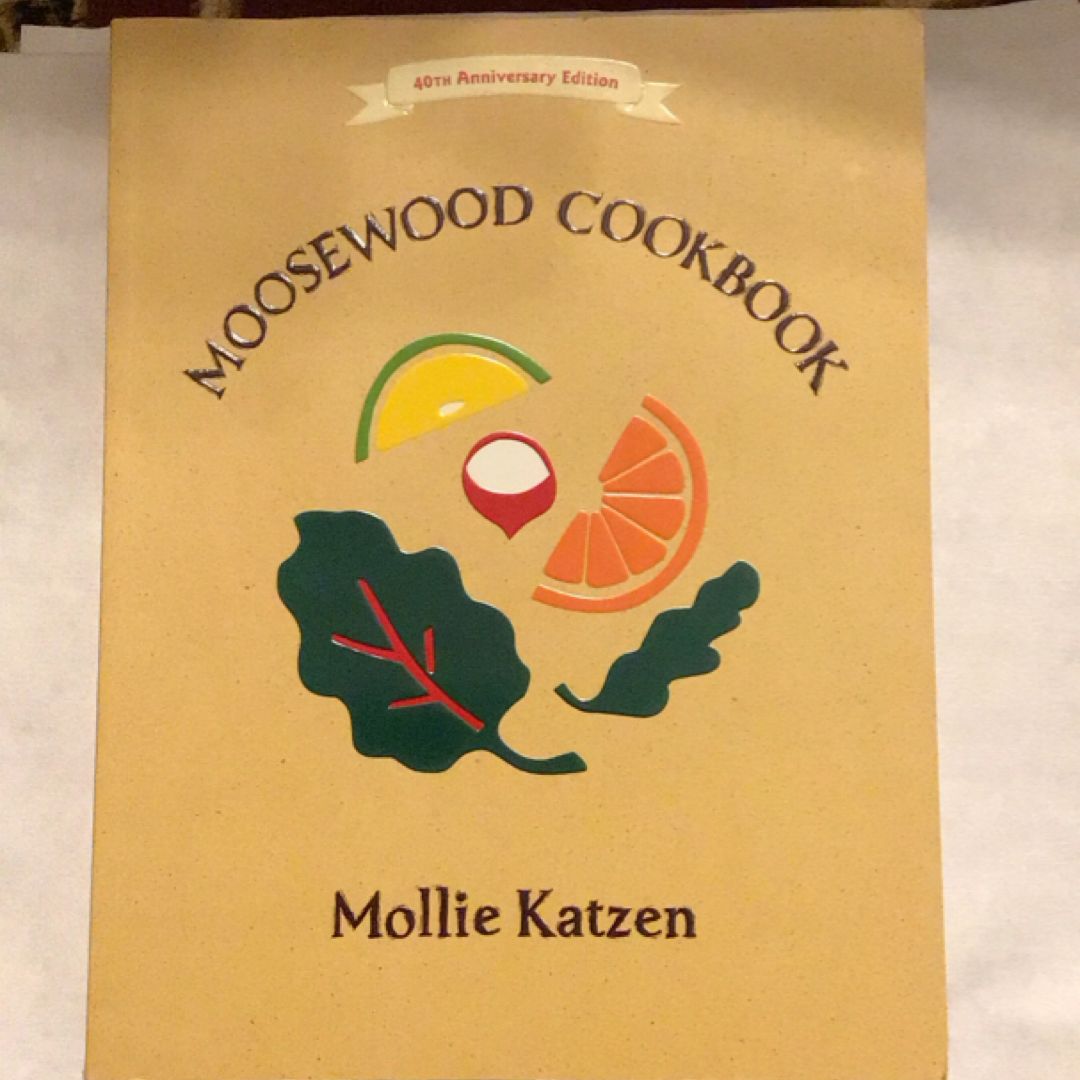 40TH Anniversary Edition
MOOSEWOOD COOKBOOK
Mollie Katzen